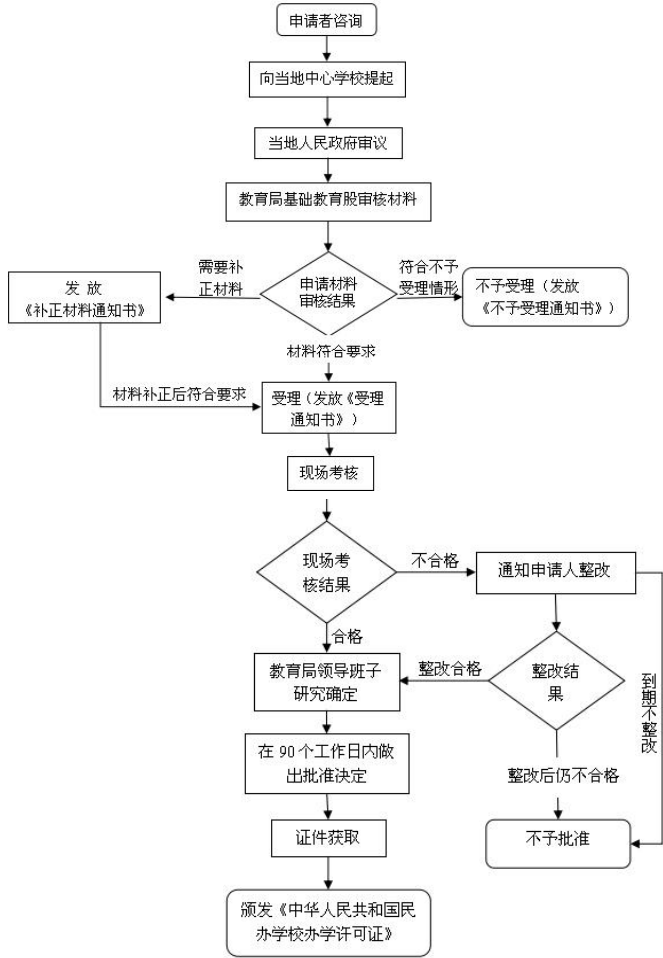 申请者咨询
向当地中心学校提起
当地人民政府审议
教育局基础教育股审核材料
需要补
正材料
申请材料
审核结果
符合不予
受理情形
发 放
《补正材料通知书》
不予受理（发放
《不予受理通知书》）
材料符合要求
材料补正后符合要求
受理（发放《受理
通知书》）
现场考核
现场考
核结果
不合格
通知申请人整改
合格
教育局领导班子
研究确定
整改合格
整改结
果
到期不整改
在 90 个工作日内做
出批准决定
整改后仍不合格
证件获取
不予批准
颁发《中华人民共和国民
办学校办学许可证》